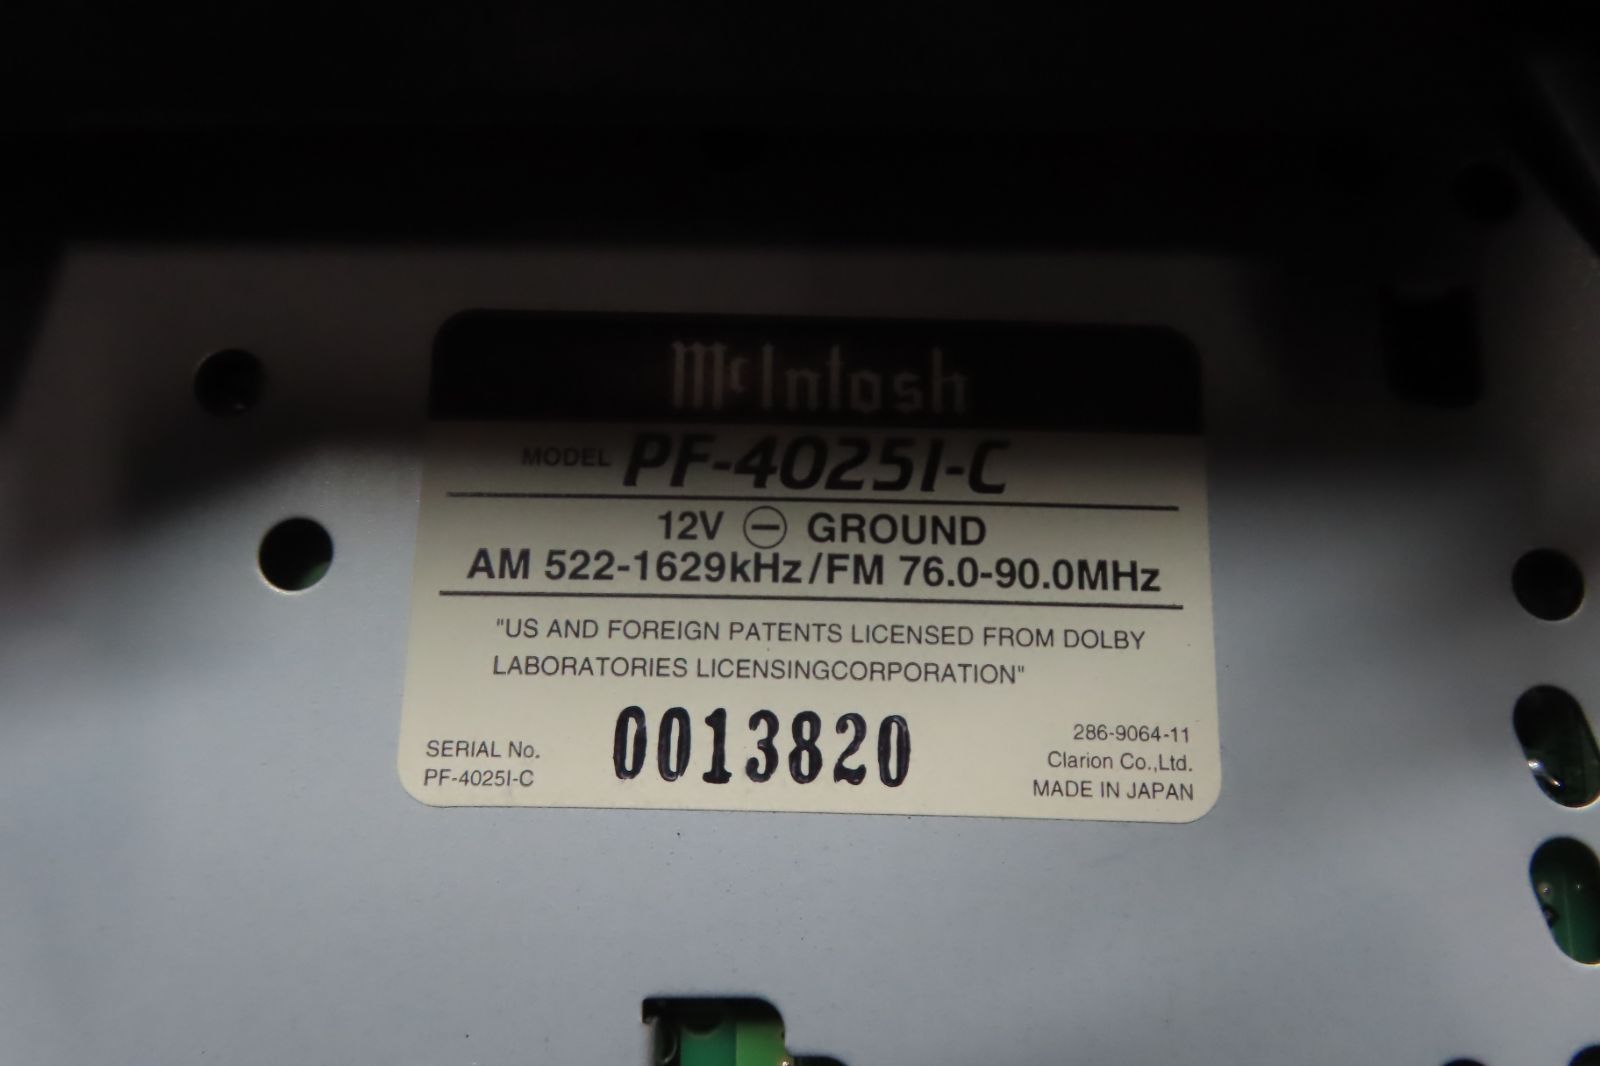 McIntosh
MODEL PF-4025I-C
12V ⊖ GROUND
AM 522-1629kHz/FM 76.0-90.0MHz
"US AND FOREIGN PATENTS LICENSED FROM DOLBY
LABORATORIES LICENSINGCORPORATION"
SERIAL No.
PF-4025I-C
0013820
286-9064-11
Clarion Co.,Ltd.
MADE IN JAPAN